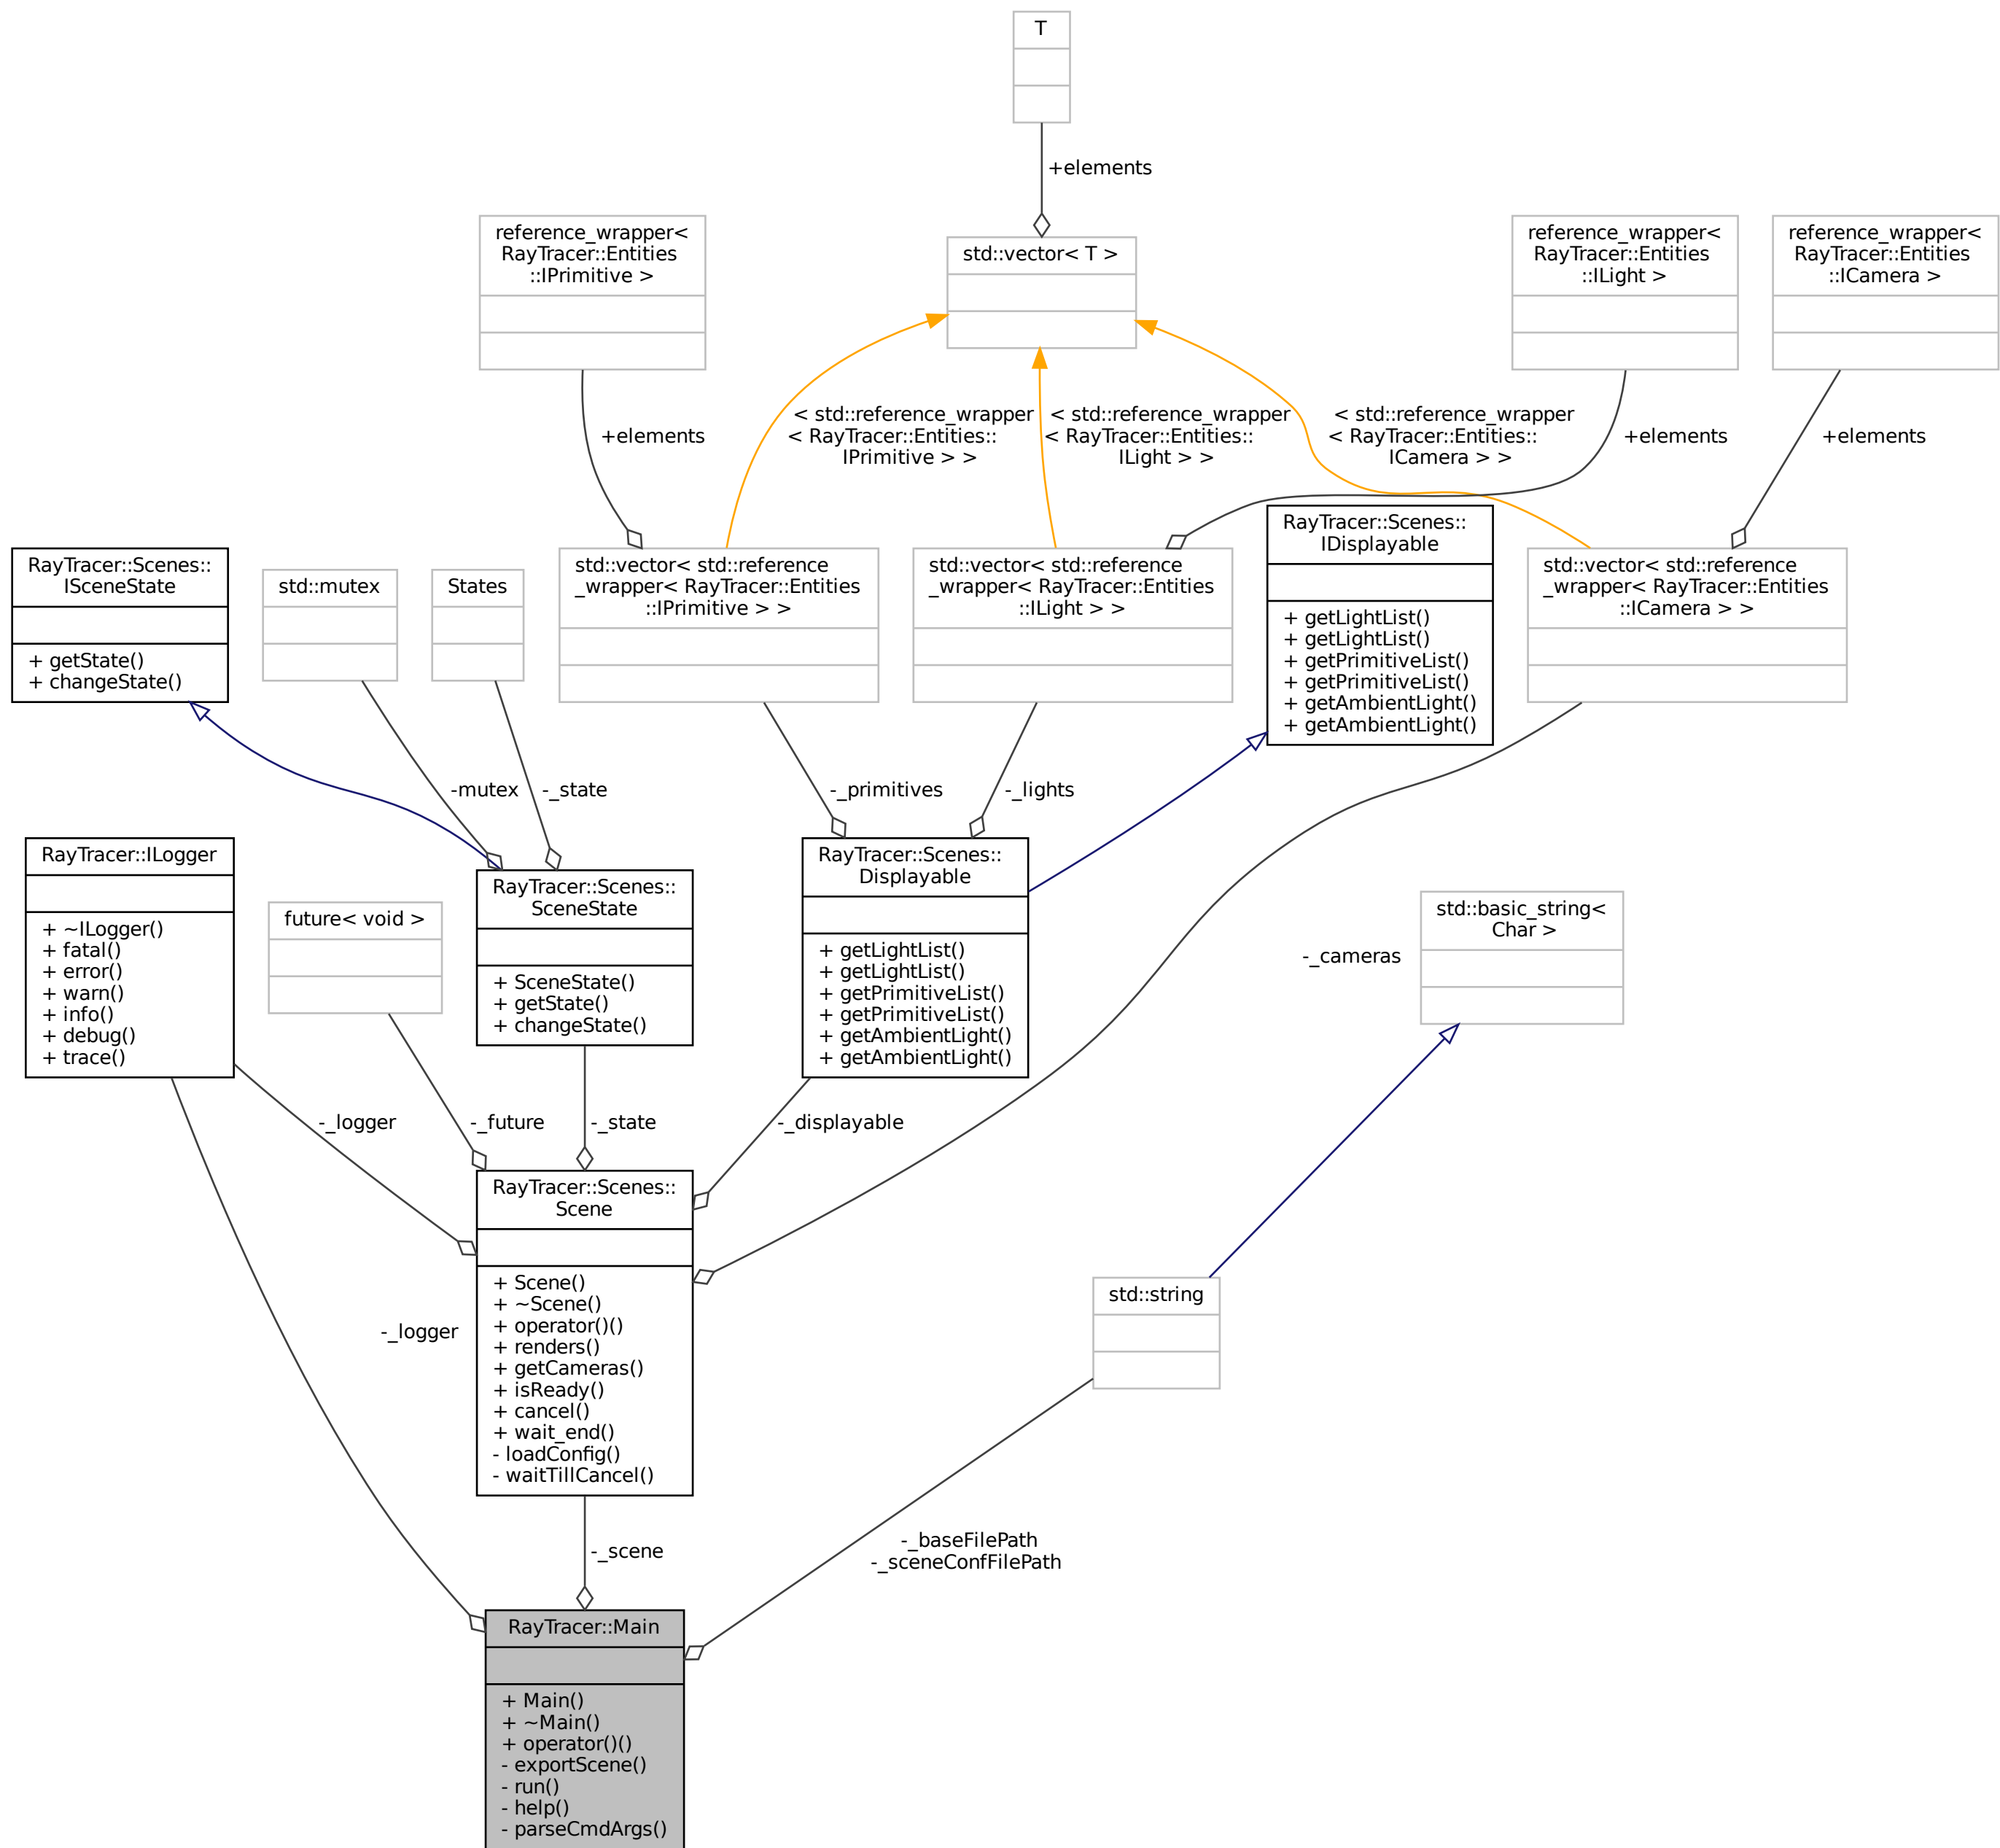 T
+elements
reference_wrapper<
RayTracer::Entities
::IPrimitive >
std::vector< T >
reference_wrapper<
RayTracer::Entities
::ILight >
reference_wrapper<
RayTracer::Entities
::ICamera >
+elements
< std::reference_wrapper
< RayTracer::Entities::
IPrimitive > >
< std::reference_wrapper
< RayTracer::Entities::
ILight > >
< std::reference_wrapper
< RayTracer::Entities::
ICamera > >
+elements
+elements
RayTracer::Scenes::
ISceneState
+ getState()
+ changeState()
std::mutex
States
std::vector< std::reference
_wrapper< RayTracer::Entities
::IPrimitive > >
std::vector< std::reference
_wrapper< RayTracer::Entities
::ILight > >
RayTracer::Scenes::
IDisplayable
+ getLightList()
+ getLightList()
+ getPrimitiveList()
+ getPrimitiveList()
+ getAmbientLight()
+ getAmbientLight()
std::vector< std::reference
_wrapper< RayTracer::Entities
::ICamera > >
-mutex
-_state
-_primitives
-_lights
RayTracer::ILogger
+ ~ILogger()
+ fatal()
+ error()
+ warn()
+ info()
+ debug()
+ trace()
future< void >
RayTracer::Scenes::
SceneState
+ SceneState()
+ getState()
+ changeState()
RayTracer::Scenes::
Displayable
+ getLightList()
+ getLightList()
+ getPrimitiveList()
+ getPrimitiveList()
+ getAmbientLight()
+ getAmbientLight()
-_cameras
std::basic_string<
Char >
-_logger
-_future
-_state
-_displayable
RayTracer::Scenes::
Scene
+ Scene()
+ ~Scene()
+ operator()()
+ renders()
+ getCameras()
+ isReady()
+ cancel()
+ wait_end()
- loadConfig()
- waitTillCancel()
-_logger
std::string
-_scene
-_baseFilePath
-_sceneConfFilePath
RayTracer::Main
+ Main()
+ ~Main()
+ operator()()
- exportScene()
- run()
- help()
- parseCmdArgs()